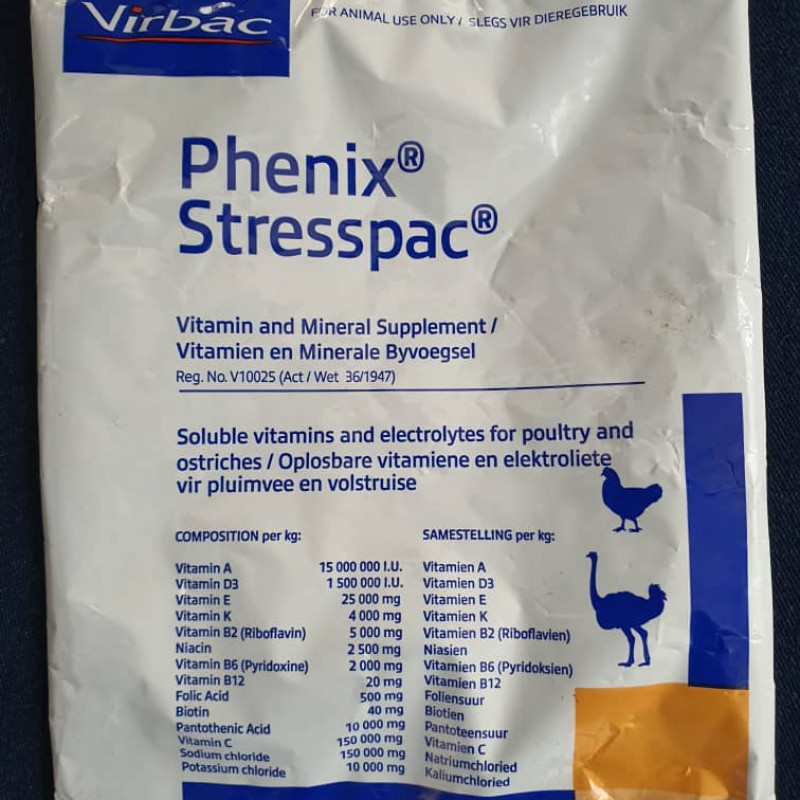 Virbac
FOR ANIMAL USE ONLY / SLEGS VIR DIEREGEBRUIK
Phenix®
Stresspac®
Vitamin and Mineral Supplement /
Vitamien en Minerale Byvoegsel
Reg. No. V10025 (Act / Wet 36/1947)
Soluble vitamins and electrolytes for poultry and
ostriches / Oplosbare vitamiene en elektroliete
vir pluimvee en volstruise
COMPOSITION per kg:
Vitamin A 15 000 000 I.U.
Vitamin D3 1 500 000 I.U.
Vitamin E 25 000 mg
Vitamin K 4 000 mg
Vitamin B2 (Riboflavin) 5 000 mg
Niacin 2 500 mg
Vitamin B6 (Pyridoxine) 2 000 mg
Vitamin B12 20 mg
Folic Acid 500 mg
Biotin 40 mg
Pantothenic Acid 10 000 mg
Vitamin C 150 000 mg
Sodium chloride 150 000 mg
Potassium chloride 10 000 mg
SAMESTELLING per kg:
Vitamien A
Vitamien D3
Vitamien E
Vitamien K
Vitamien B2 (Riboflavien)
Niasien
Vitamien B6 (Pyridoksien)
Vitamien B12
Foliensuur
Biotien
Pantoteensuur
Vitamien C
Natriumchloried
Kaliumchloried